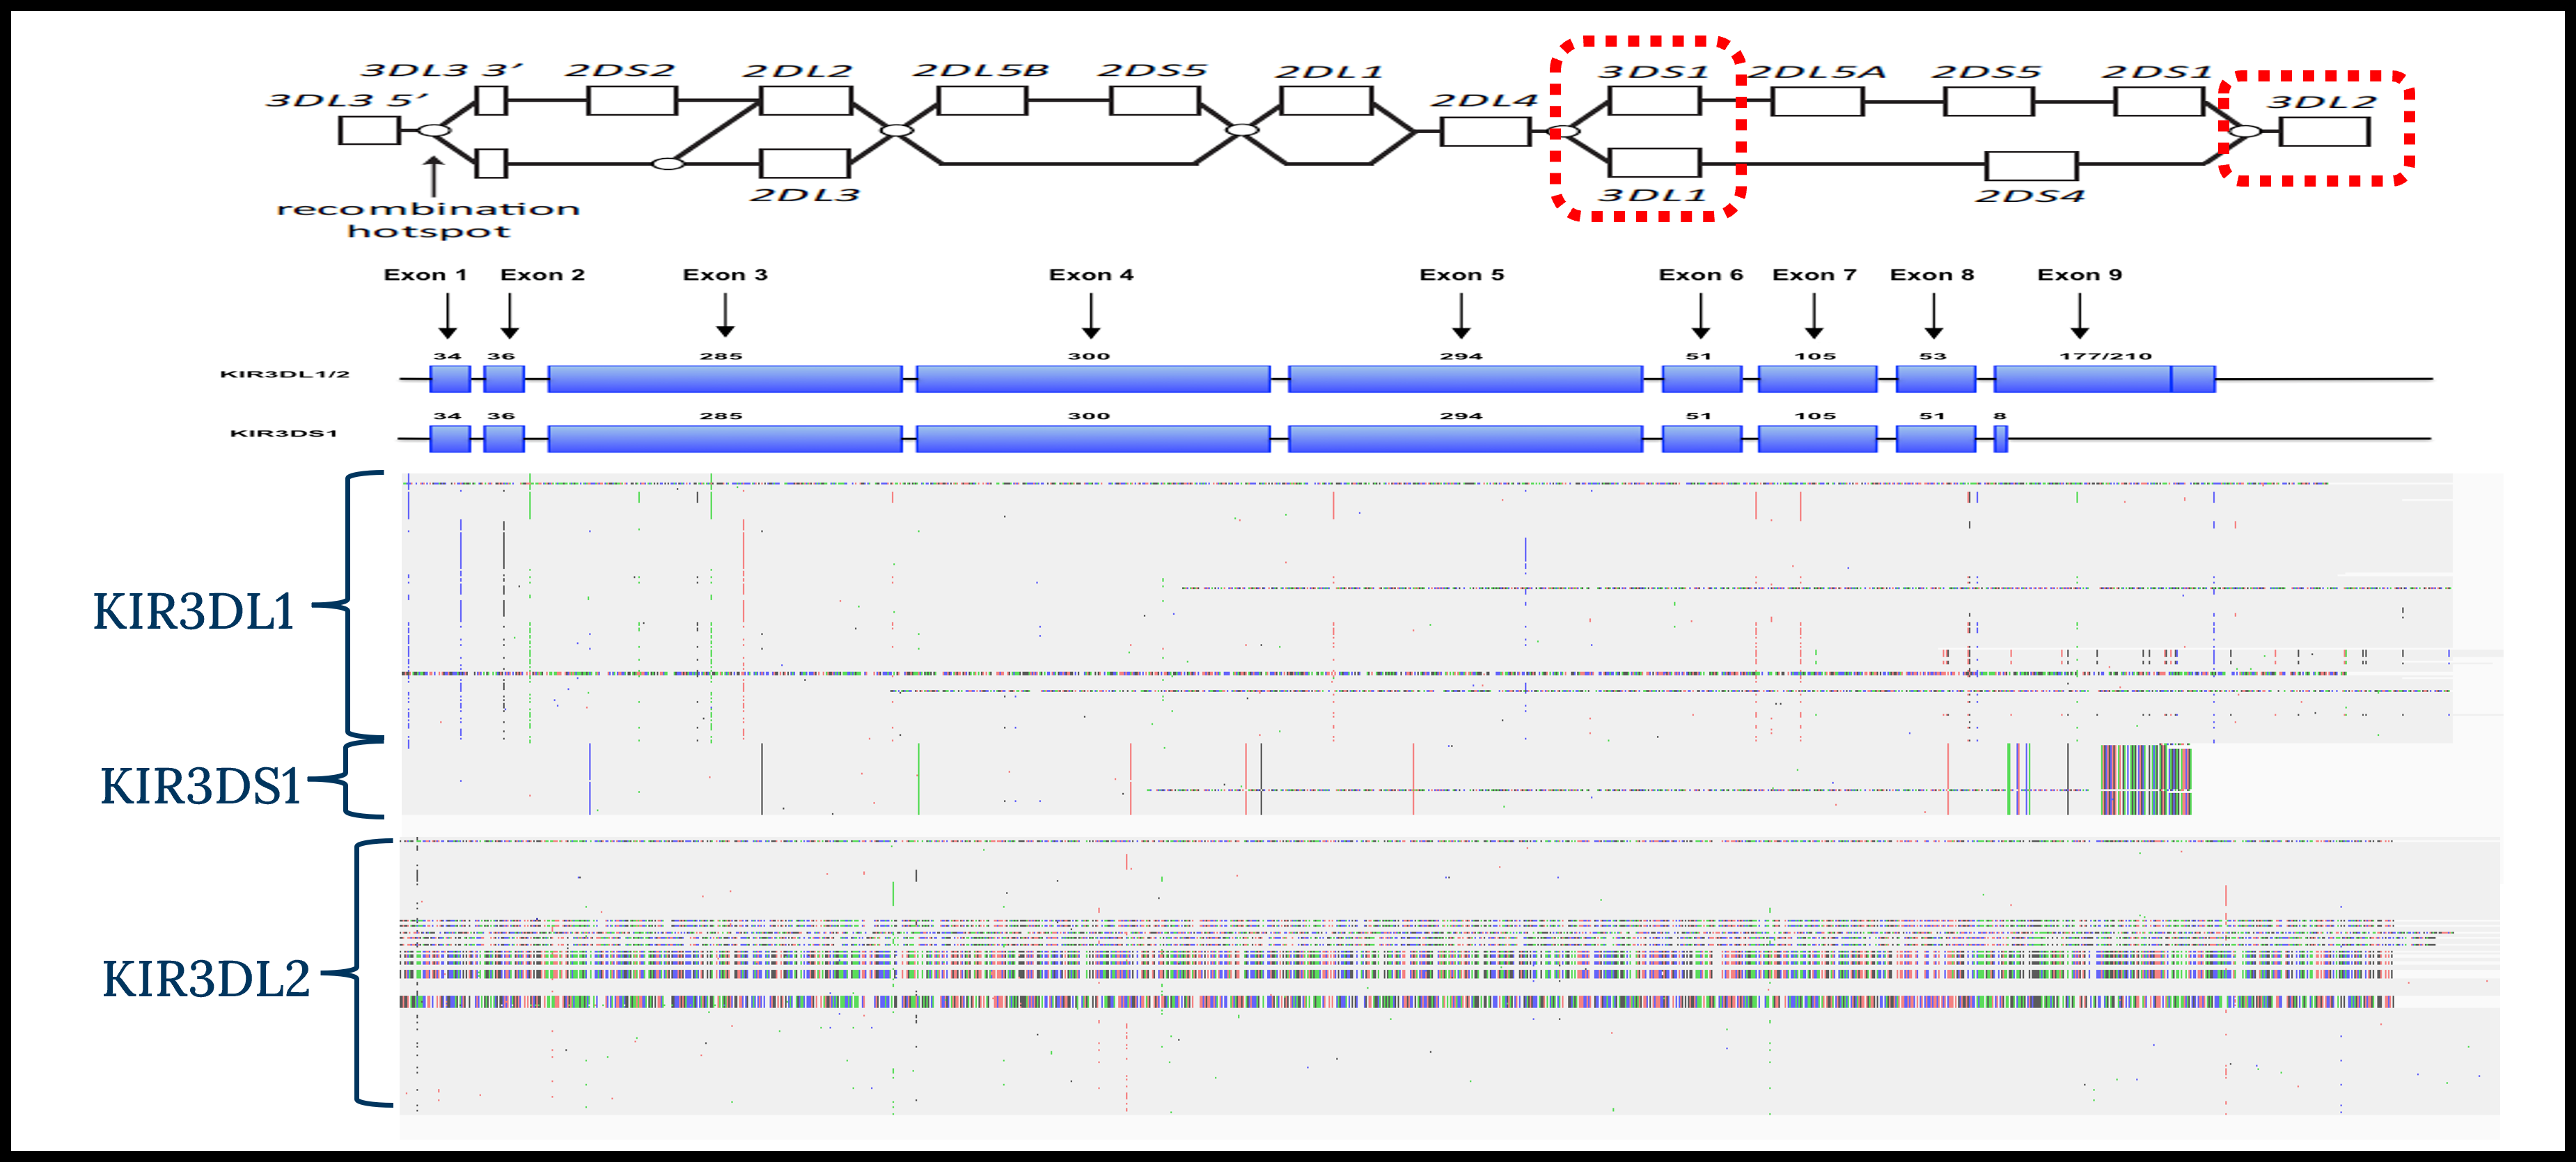 3DL3 3′ 2DS2 2DL2 2DL5B 2DS5 2DL1 3DS1 2DL5A 2DS5 2DS1
3DL3 5′ 2DL4 3DL2
2DL3 3DL1 2DS4
recombination
hotspot
Exon 1 Exon 2 Exon 3 Exon 4 Exon 5 Exon 6 Exon 7 Exon 8 Exon 9
34 36 285 300 294 51 105 53 177/210
KIR3DL1/2
34 36 285 300 294 51 105 51 8
KIR3DS1
KIR3DL1
KIR3DS1
KIR3DL2